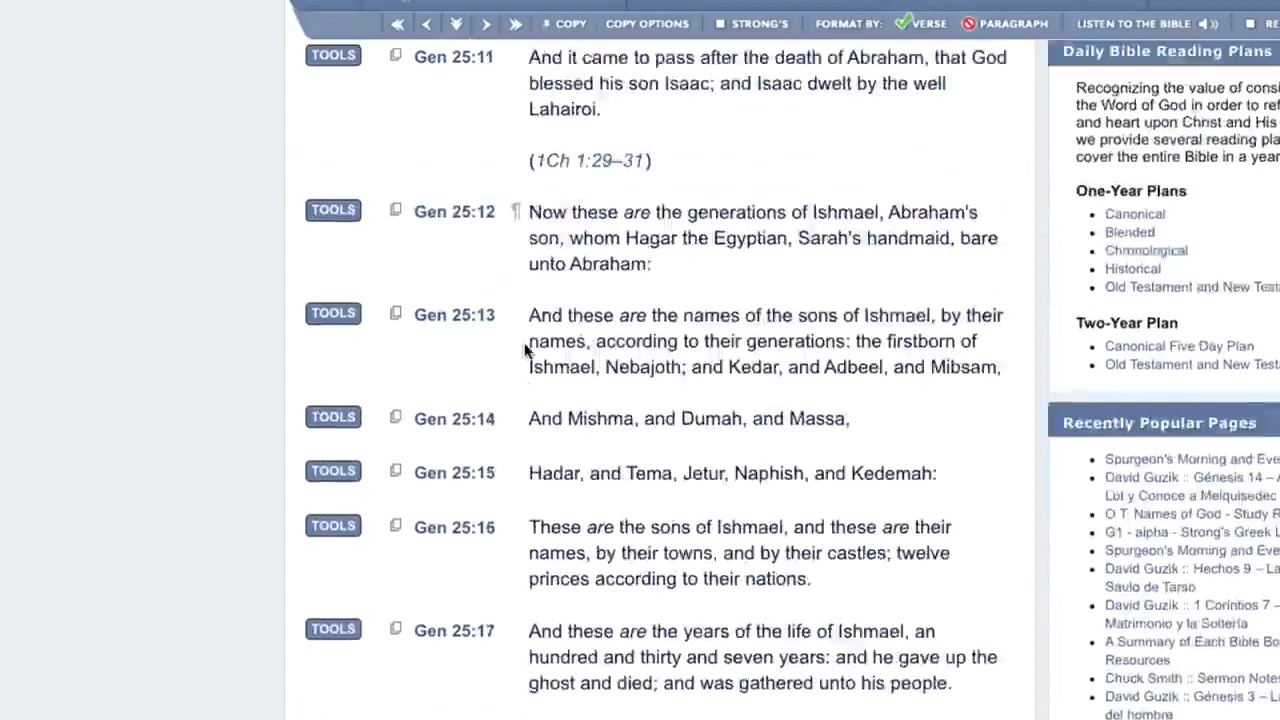 COPY COPY OPTIONS STRONG'S FORMAT BY: VERSE PARAGRAPH LISTEN TO THE BIBLE
TOOLS Gen 25:11 And it came to pass after the death of Abraham, that God
blessed his son Isaac; and Isaac dwelt by the well
Lahairoi.
(1Ch 1:29–31)
TOOLS Gen 25:12 ¶ Now these are the generations of Ishmael, Abraham's
son, whom Hagar the Egyptian, Sarah's handmaid, bare
unto Abraham:
TOOLS Gen 25:13 And these are the names of the sons of Ishmael, by their
names, according to their generations: the firstborn of
Ishmael, Nebajoth; and Kedar, and Adbeel, and Mibsam,
TOOLS Gen 25:14 And Mishma, and Dumah, and Massa,
TOOLS Gen 25:15 Hadar, and Tema, Jetur, Naphish, and Kedemah:
TOOLS Gen 25:16 These are the sons of Ishmael, and these are their
names, by their towns, and by their castles; twelve
princes according to their nations.
TOOLS Gen 25:17 And these are the years of the life of Ishmael, an
hundred and thirty and seven years: and he gave up the
ghost and died; and was gathered unto his people.
Daily Bible Reading Plans
Recognizing the value of
the Word of God in order to
and heart upon Christ and His
we provide several reading
cover the entire Bible in a year
One-Year Plans
Canonical
Blended
Chronological
Historical
Old Testament and New
Two-Year Plan
Canonical Five Day Plan
Old Testament and New
Recently Popular Pages
Spurgeon's Morning and
David Guzik :: Génesis 14 –
Lot y Conoce a Melquisedec
O.T. Names of God - Study
G1 - alpha - Strong's Greek
Spurgeon's Morning and
David Guzik :: Hechos 9 –
Saulo de Tarso
David Guzik :: 1 Corintios 7 –
Matrimonio y la Soltería
A Summary of Each Bible
Resources
Chuck Smith :: Sermon Notes
David Guzik :: Génesis 3 –
del hombre